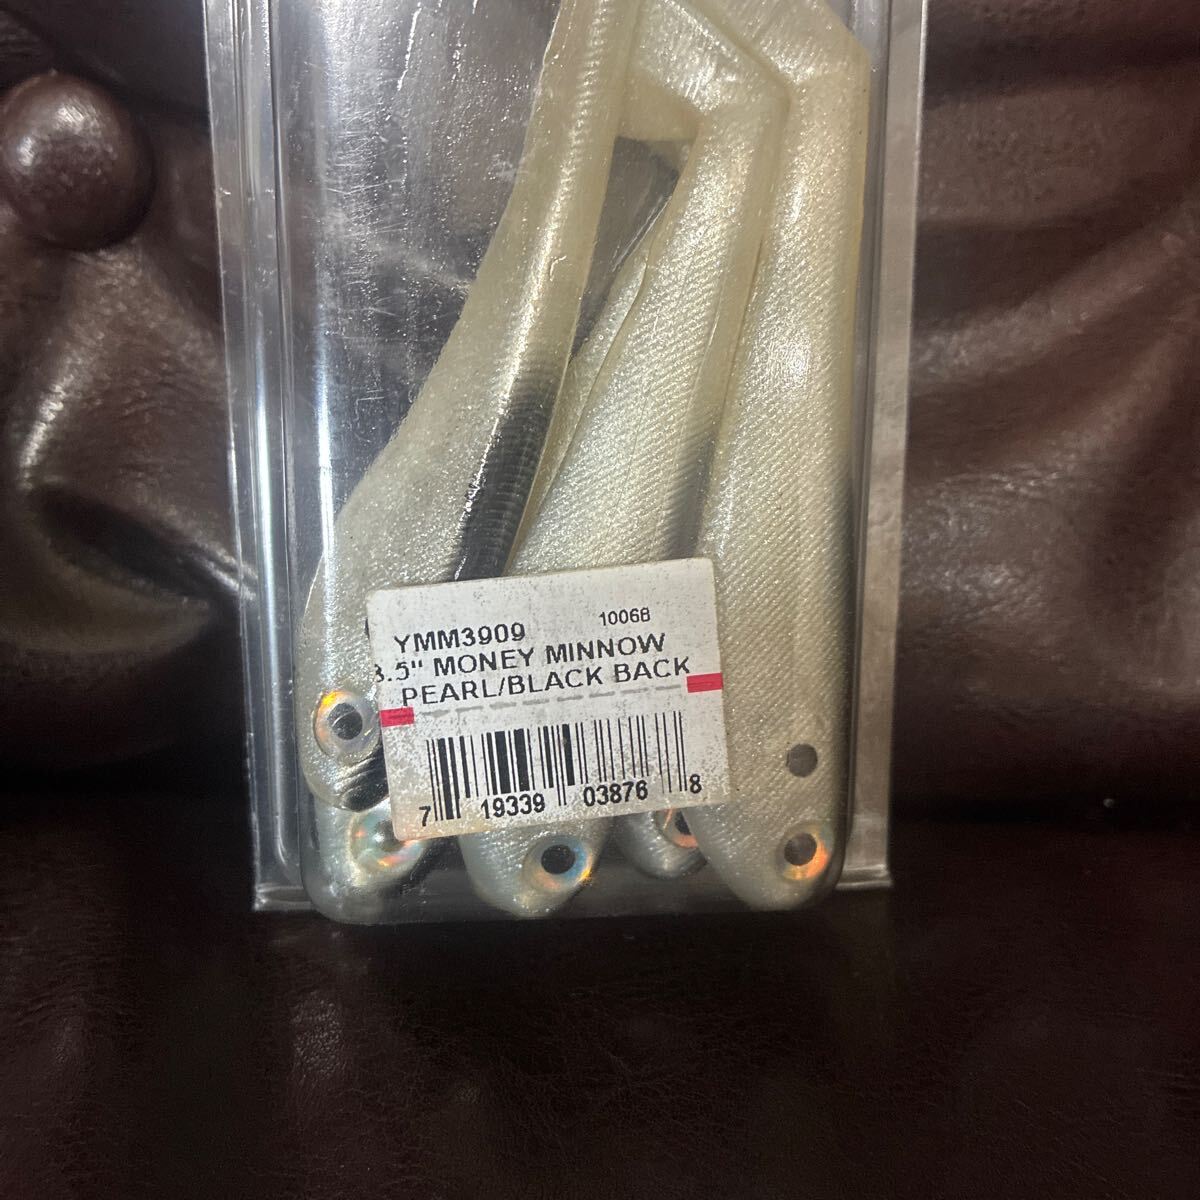 YMM3909 10068
3.5" MONEY MINNOW
PEARL/BLACK BACK
7 19339 03876 8